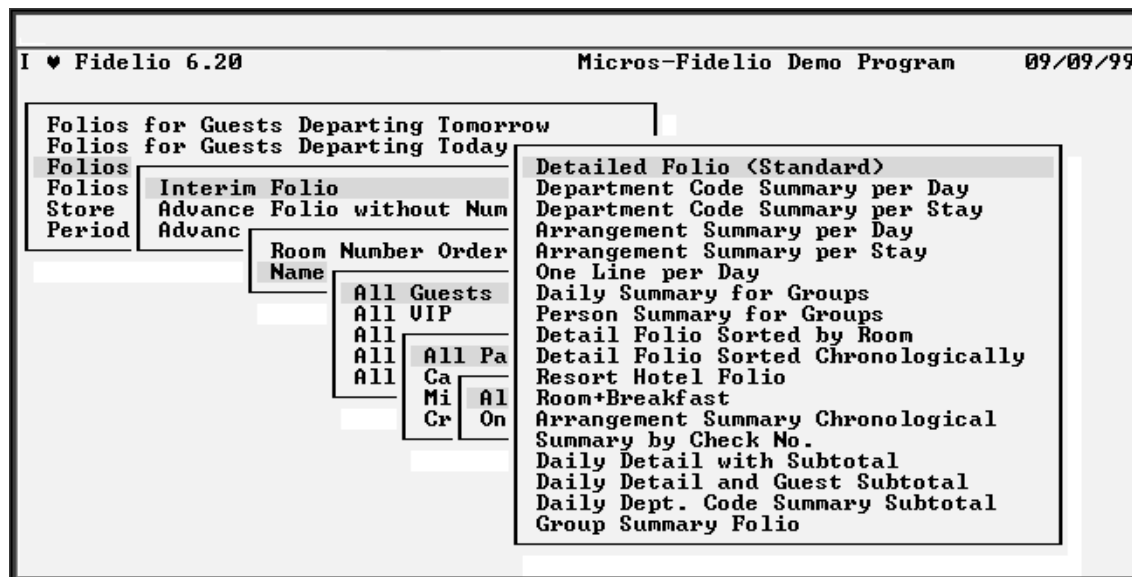 I ♥ Fidelio 6.20 Micros-Fidelio Demo Program 09/09/99
Folios for Guests Departing Tomorrow
Folios for Guests Departing Today
Folios
Folios
Store
Period
Interim Folio
Advance Folio without Num
Advanc
Room Number Order
Name
All Guests
All VIP
All
All
All
All Pa
Ca
Mi
Cr
Al
On
Detailed Folio (Standard)
Department Code Summary per Day
Department Code Summary per Stay
Arrangement Summary per Day
Arrangement Summary per Stay
One Line per Day
Daily Summary for Groups
Person Summary for Groups
Detail Folio Sorted by Room
Detail Folio Sorted Chronologically
Resort Hotel Folio
Room+Breakfast
Arrangement Summary Chronological
Summary by Check No.
Daily Detail with Subtotal
Daily Detail and Guest Subtotal
Daily Dept. Code Summary Subtotal
Group Summary Folio